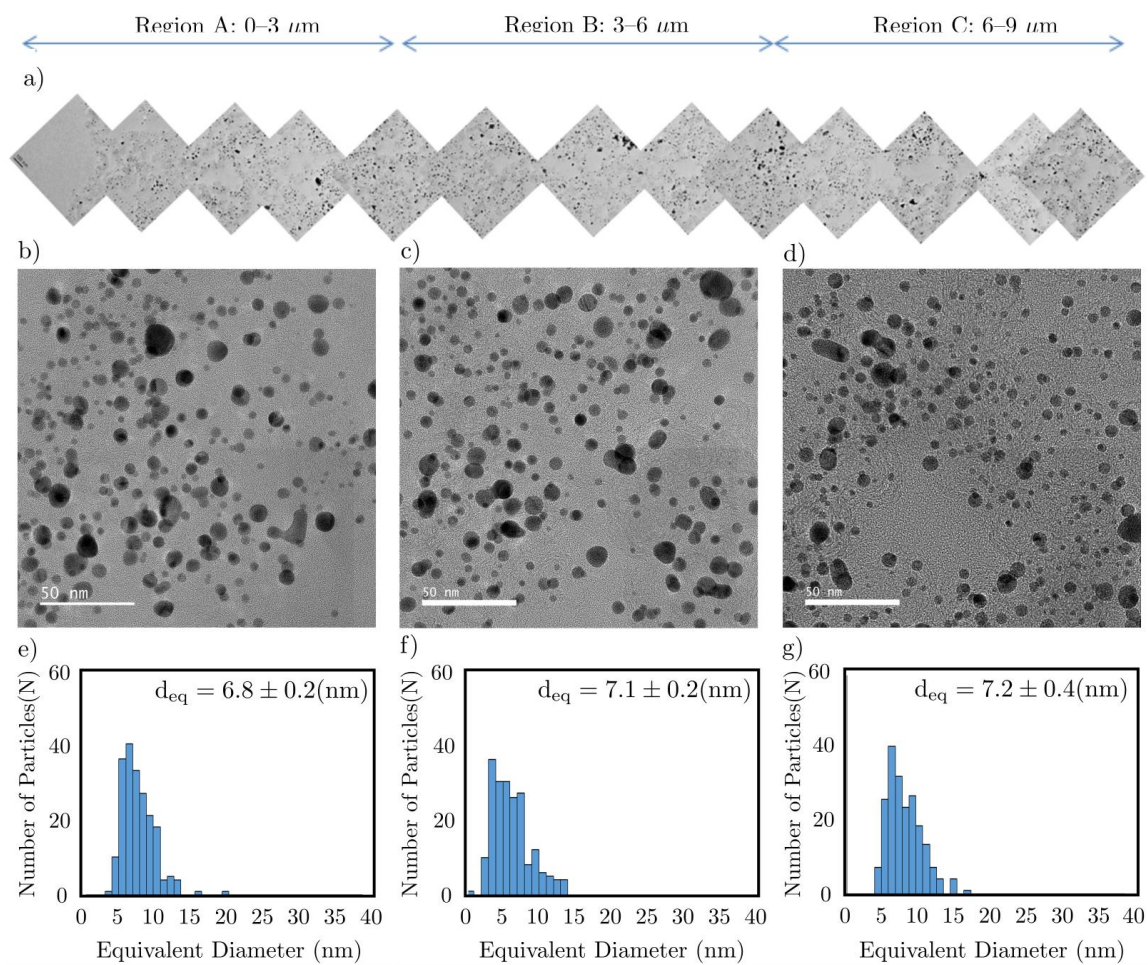 Region A: 0–3 μm Region B: 3–6 μm Region C: 6–9 μm
a)
b) c) d)
50 nm 50 nm 50 nm
e) f) g)
Number of Particles(N)
60
40
20
0
d_eq = 6.8 ± 0.2(nm)
0 5 10 15 20 25 30 35 40
Equivalent Diameter (nm)
Number of Particles(N)
60
40
20
0
d_eq = 7.1 ± 0.2(nm)
0 5 10 15 20 25 30 35 40
Equivalent Diameter (nm)
Number of Particles(N)
60
40
20
0
d_eq = 7.2 ± 0.4(nm)
0 5 10 15 20 25 30 35 40
Equivalent Diameter (nm)